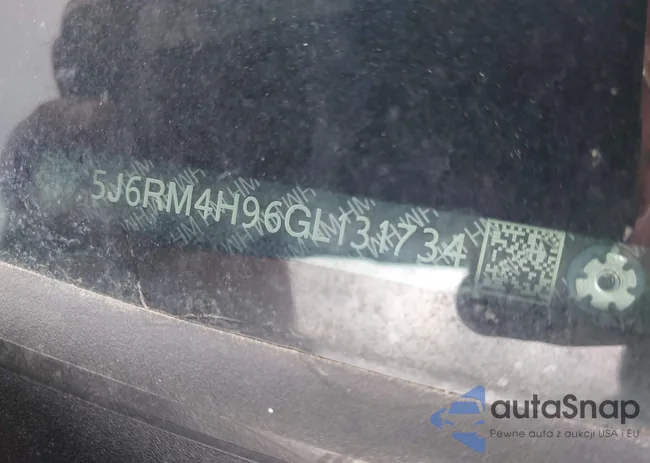 5J6RM4H96GL131734
autaSnap
Pewne auta z aukcji USA i EU